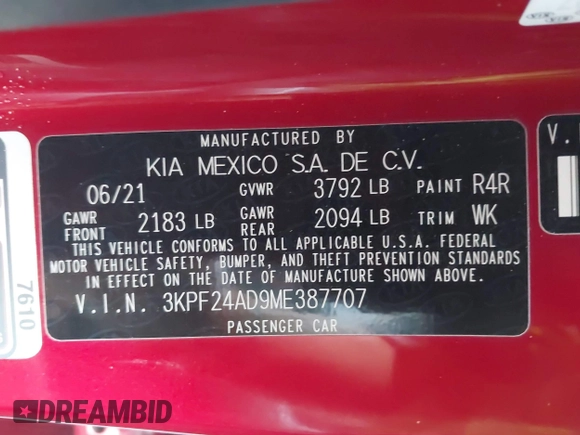 MANUFACTURED BY
KIA MEXICO S.A. DE C.V.
06/21 GVWR 3792 LB PAINT R4R
GAWR FRONT 2183 LB GAWR REAR 2094 LB TRIM WK
THIS VEHICLE CONFORMS TO ALL APPLICABLE U.S.A. FEDERAL
MOTOR VEHICLE SAFETY, BUMPER, AND THEFT PREVENTION STANDARDS
IN EFFECT ON THE DATE OF MANUFACTURE SHOWN ABOVE.
V.I.N. 3KPF24AD9ME387707
PASSENGER CAR
7610
V.
DREAMBID